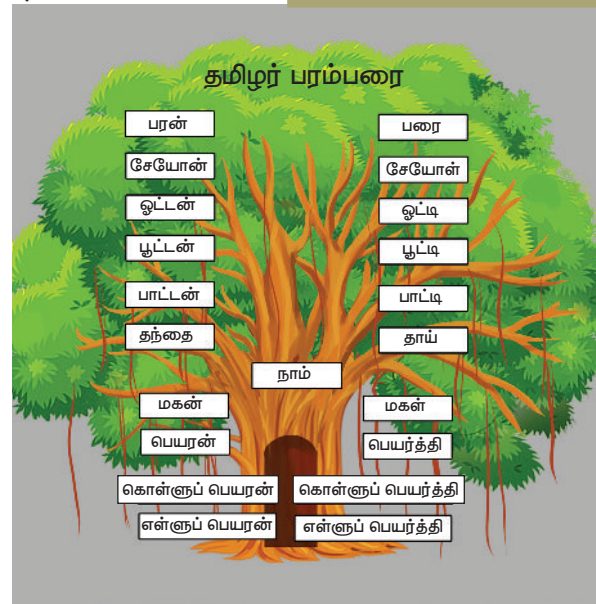 தமிழர் பரம்பரை
பரன் பரை
சேயோன் சேயோள்
ஓட்டன் ஓட்டி
பூட்டன் பூட்டி
பாட்டன் பாட்டி
தந்தை தாய்
நாம்
மகன் மகள்
பெயரன் பெயர்த்தி
கொள்ளுப் பெயரன் கொள்ளுப் பெயர்த்தி
எள்ளுப் பெயரன் எள்ளுப் பெயர்த்தி